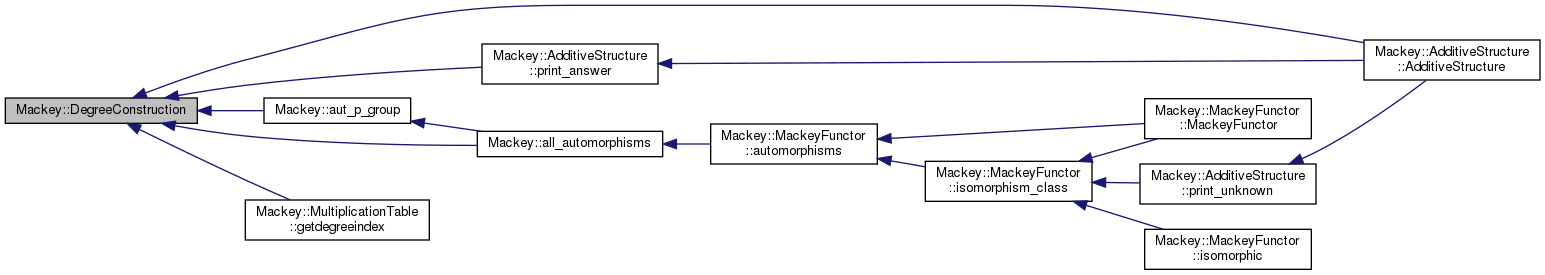 Mackey::DegreeConstruction
Mackey::AdditiveStructure
::print_answer
Mackey::aut_p_group
Mackey::all_automorphisms
Mackey::MultiplicationTable
::getdegreeindex
Mackey::MackeyFunctor
::automorphisms
Mackey::MackeyFunctor
::isomorphism_class
Mackey::AdditiveStructure
::AdditiveStructure
Mackey::MackeyFunctor
::MackeyFunctor
Mackey::AdditiveStructure
::print_unknown
Mackey::MackeyFunctor
::isomorphic